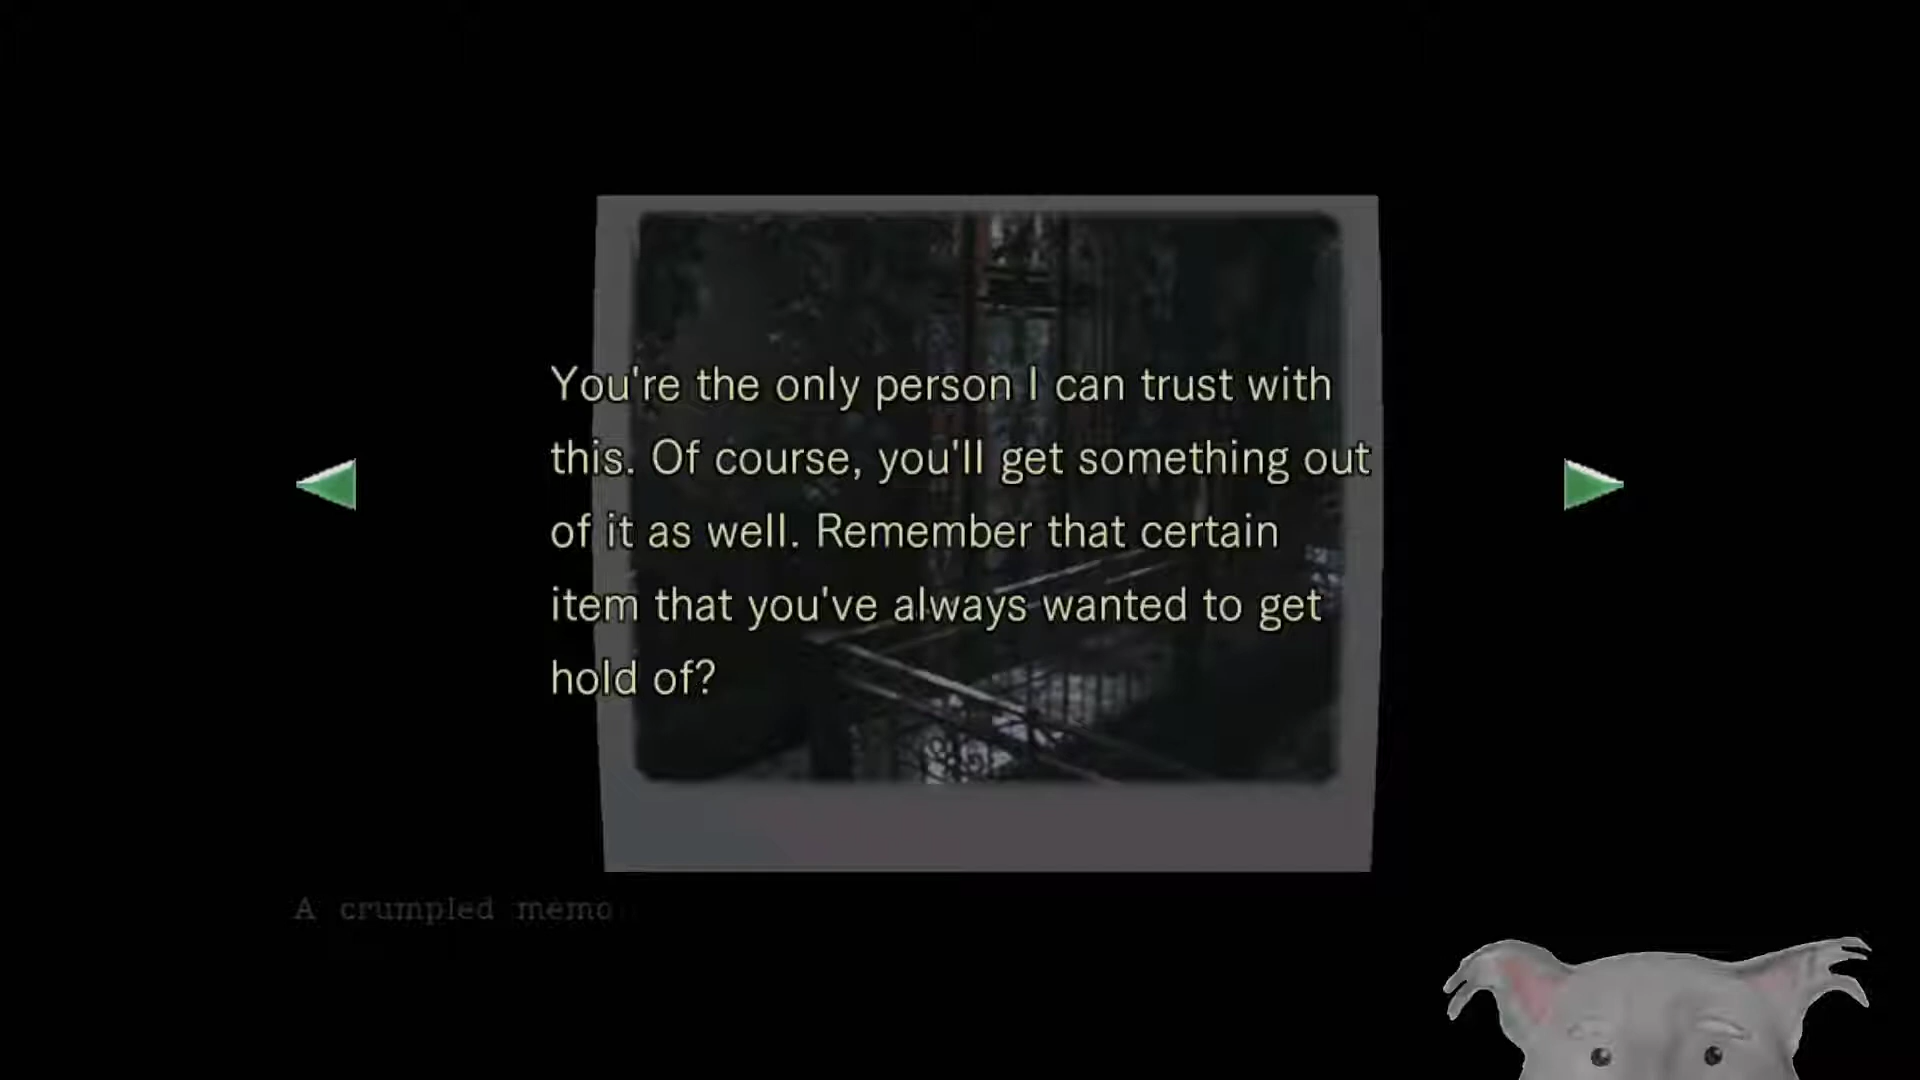 You're the only person I can trust with
this. Of course, you'll get something out
of it as well. Remember that certain
item that you've always wanted to get
hold of?
A crumpled memo